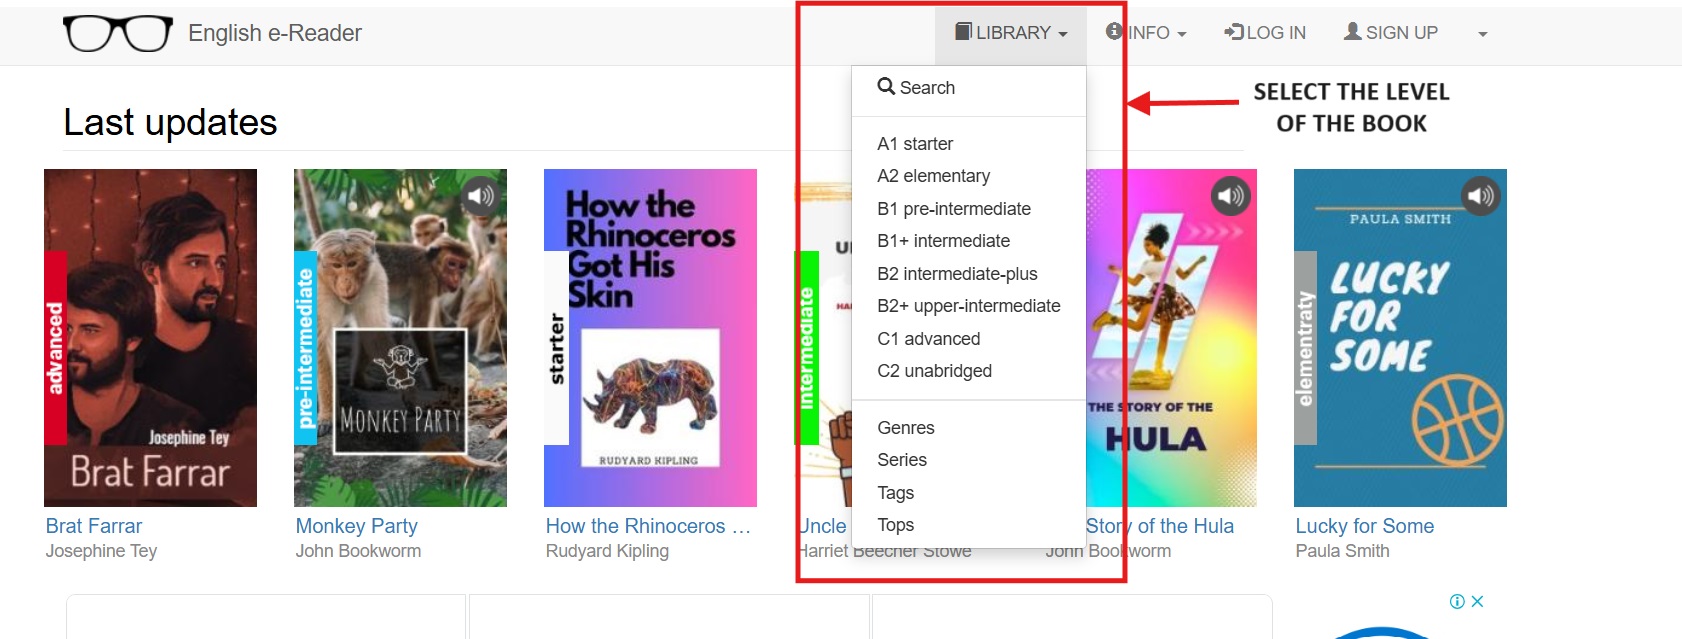 English e-Reader
LIBRARY
INFO
LOG IN
SIGN UP
Search
A1 starter
A2 elementary
B1 pre-intermediate
B1+ intermediate
B2 intermediate-plus
B2+ upper-intermediate
C1 advanced
C2 unabridged
Genres
Series
Tags
Tops
SELECT THE LEVEL
OF THE BOOK
Last updates
advanced
Josephine Tey
Brat Farrar
Brat Farrar
Josephine Tey
pre-intermediate
MONKEY PARTY
Monkey Party
John Bookworm
How the
Rhinoceros
Got His
Skin
starter
RUDYARD KIPLING
How the Rhinoceros …
Rudyard Kipling
intermediate
Uncle
Harriet Beecher Stowe
THE STORY OF THE
HULA
Story of the Hula
John Bookworm
PAULA SMITH
LUCKY
FOR
SOME
elementraty
Lucky for Some
Paula Smith